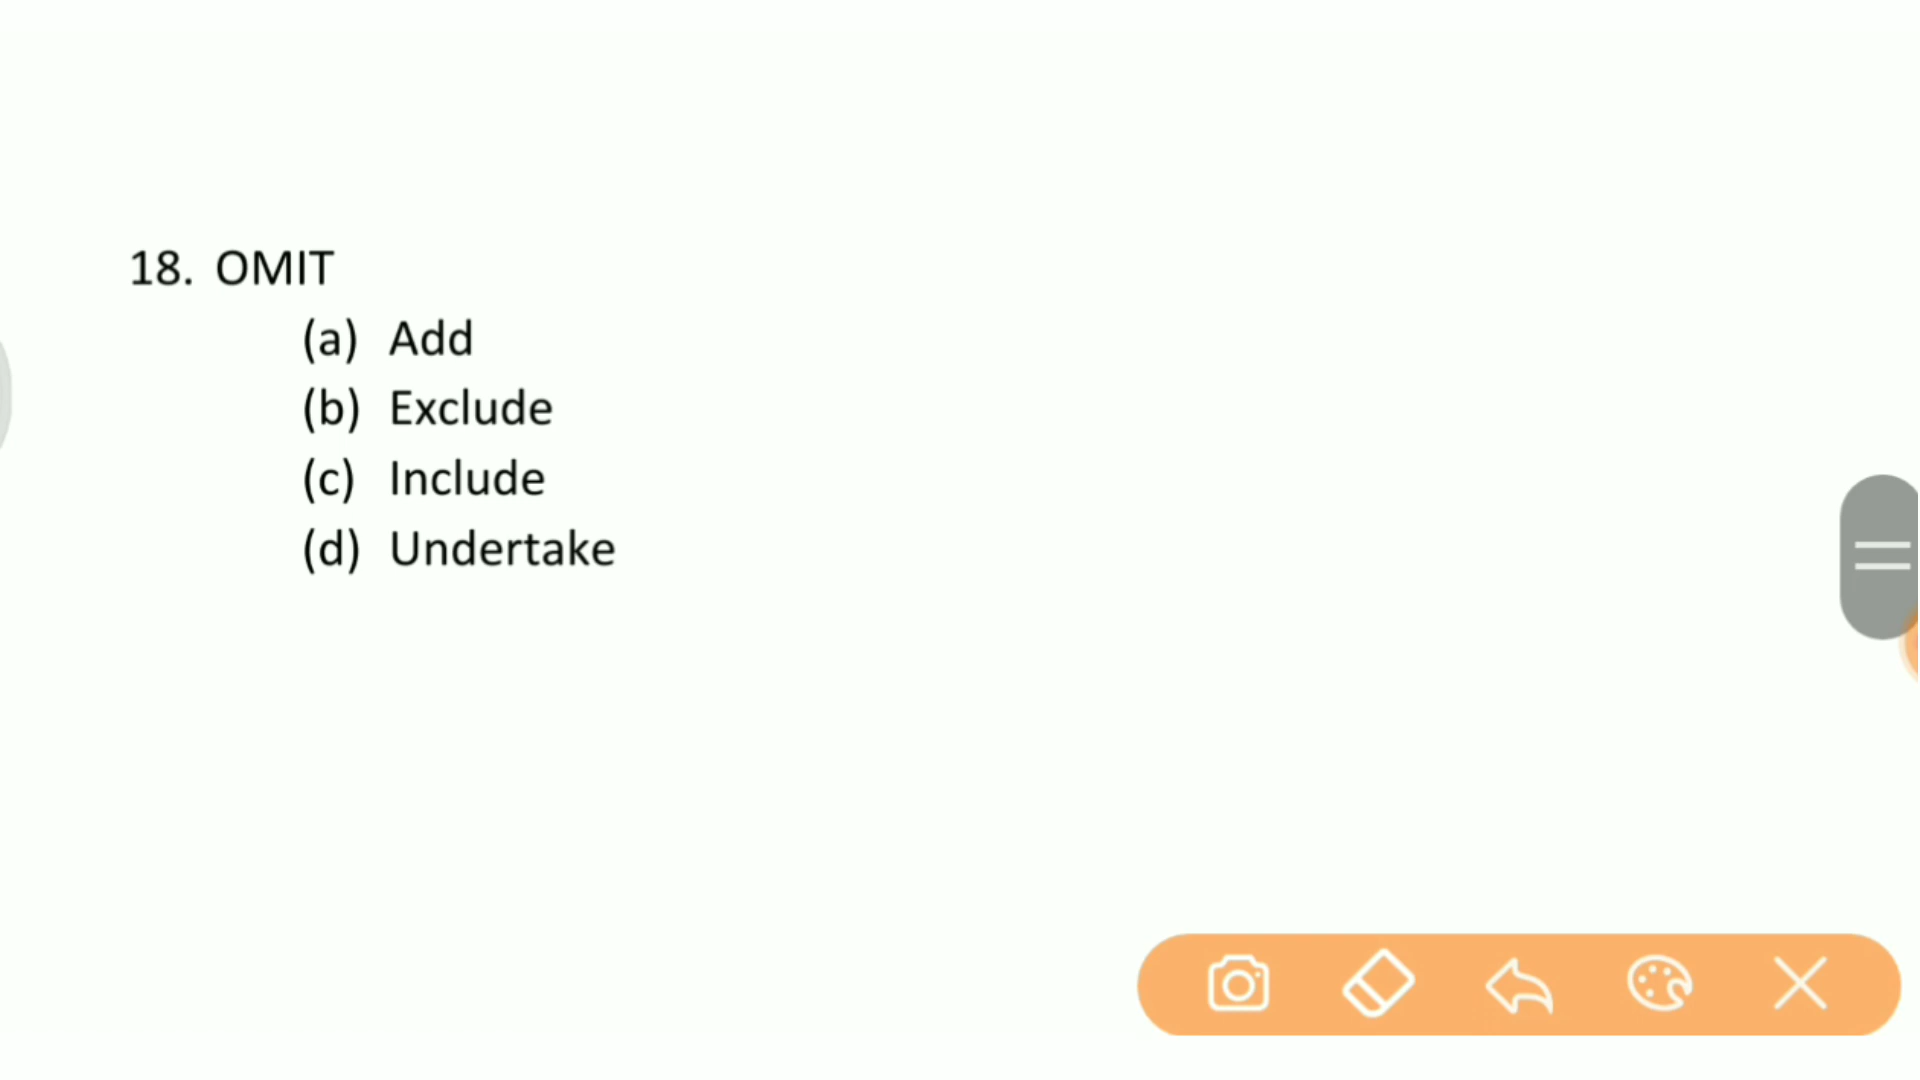 18. OMIT
(a) Add
(b) Exclude
(c) Include
(d) Undertake